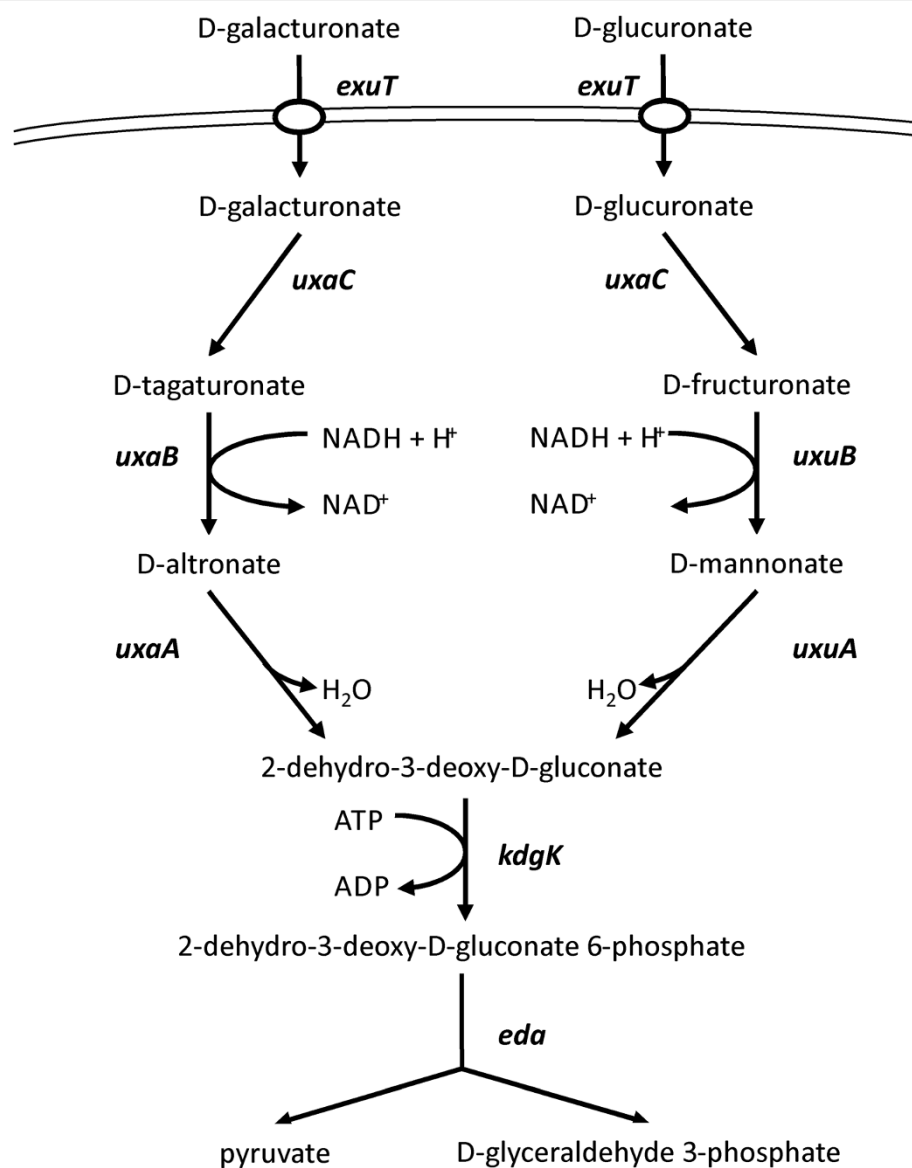 D-galacturonate D-glucuronate
exuT exuT
D-galacturonate D-glucuronate
uxaC uxaC
D-tagaturonate D-fructuronate
NADH + H⁺ NADH + H⁺
uxaB uxuB
NAD⁺ NAD⁺
D-altronate D-mannonate
uxaA uxuA
H₂O H₂O
2-dehydro-3-deoxy-D-gluconate
ATP
kdgK
ADP
2-dehydro-3-deoxy-D-gluconate 6-phosphate
eda
pyruvate D-glyceraldehyde 3-phosphate